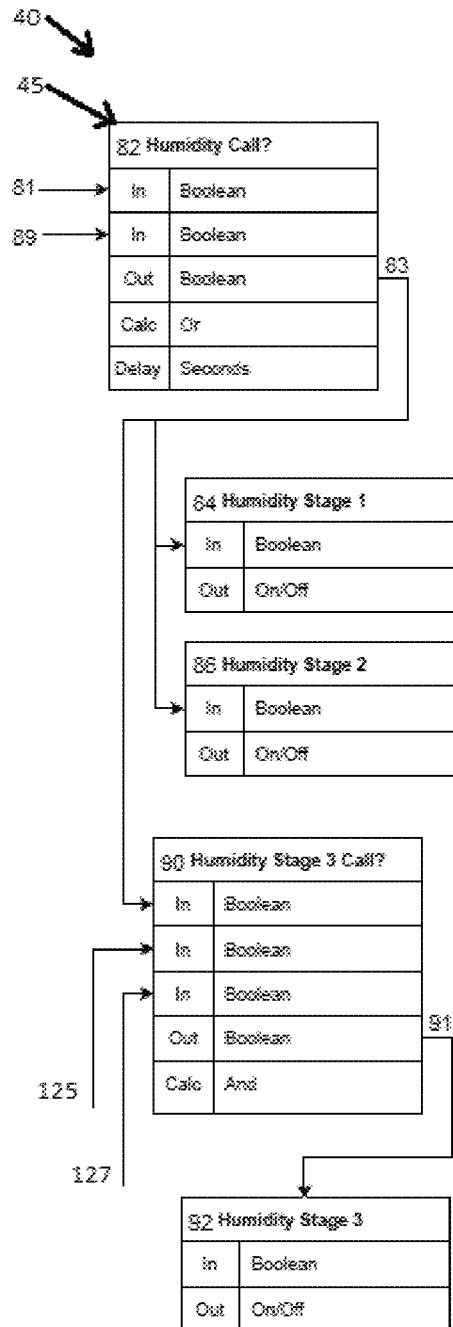 40
45
82 Humidity Call?
81 In Boolean
89 In Boolean
Out Boolean 83
Calc Or
Delay Seconds
84 Humidity Stage 1
In Boolean
Out On/Off
86 Humidity Stage 2
In Boolean
Out On/Off
90 Humidity Stage 3 Call?
In Boolean
In Boolean
In Boolean
Out Boolean 91
Calc And
125
127
92 Humidity Stage 3
In Boolean
Out On/Off